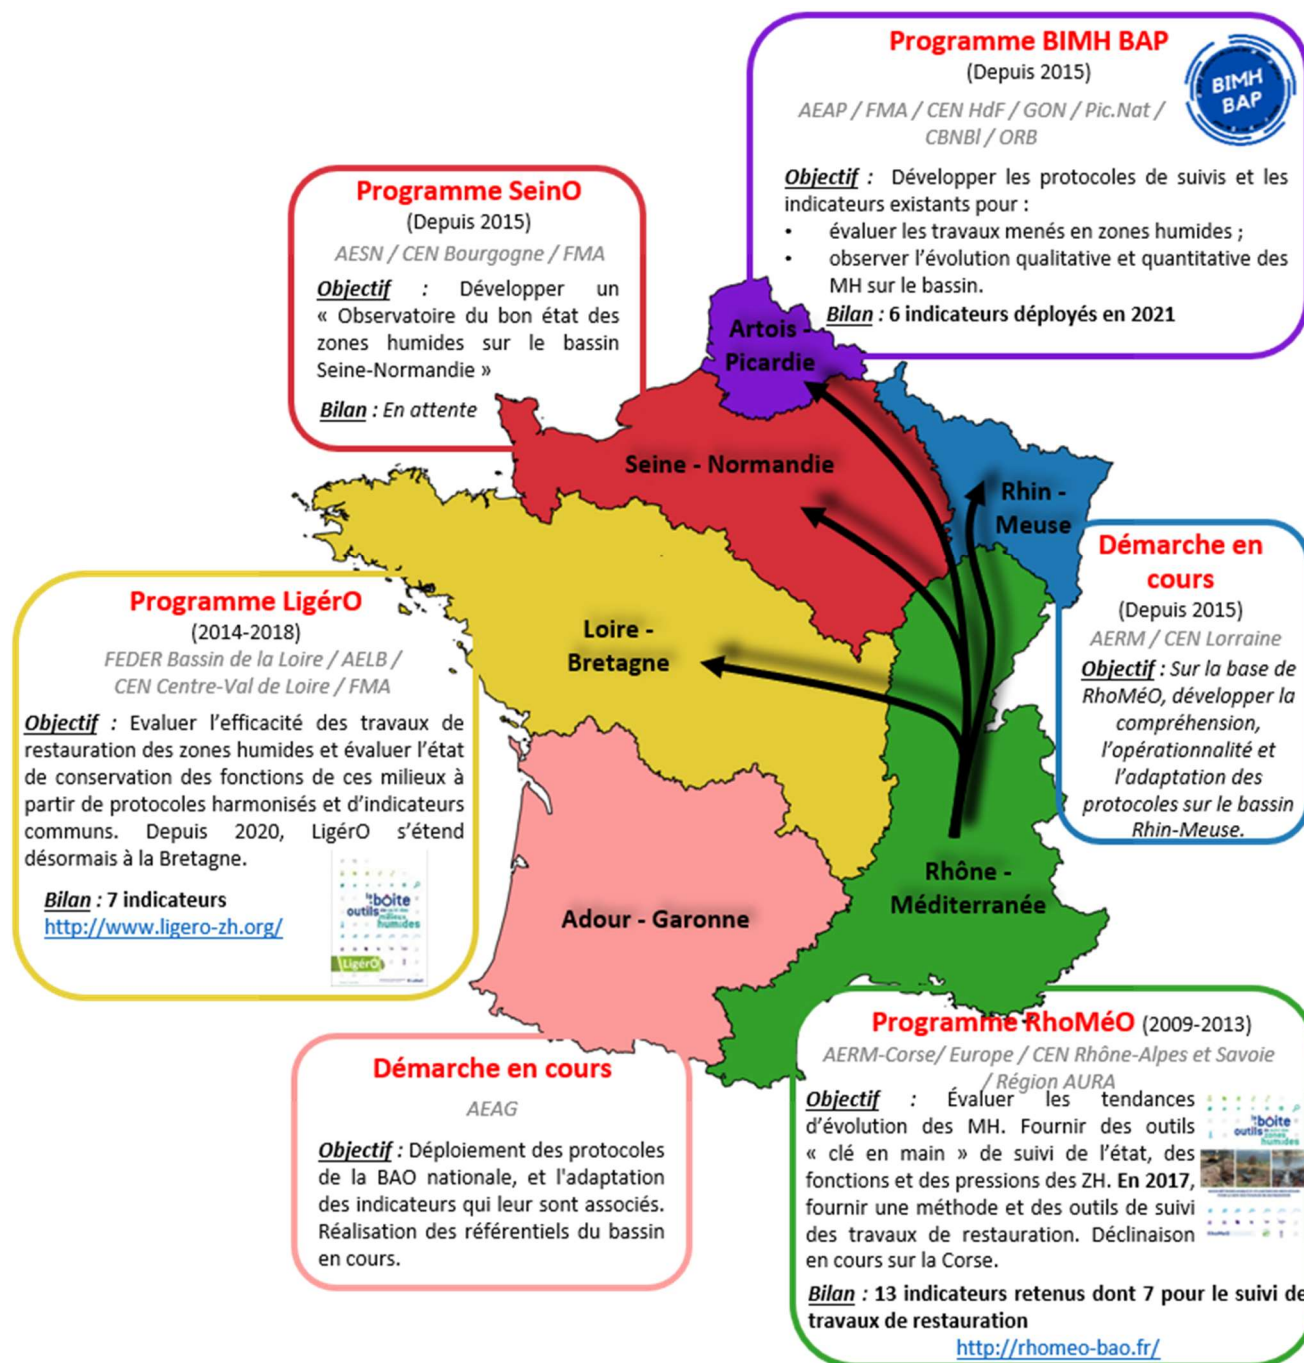 Programme BIMH BAP
(Depuis 2015)
BIMH
BAP
AEAP / FMA / CEN HdF / GON / Pic.Nat /
CBNBl / ORB
Objectif : Développer les protocoles de suivis et les
indicateurs existants pour :
• évaluer les travaux menés en zones humides ;
• observer l'évolution qualitative et quantitative des
MH sur le bassin.
Bilan : 6 indicateurs déployés en 2021
Programme SeinO
(Depuis 2015)
AESN / CEN Bourgogne / FMA
Objectif : Développer un
« Observatoire du bon état des
zones humides sur le bassin
Seine-Normandie »
Bilan : En attente
Artois -
Picardie
Seine - Normandie
Rhin -
Meuse
Loire -
Bretagne
Rhône -
Méditerranée
Adour - Garonne
Démarche en
cours
(Depuis 2015)
AERM / CEN Lorraine
Objectif : Sur la base de
RhoMéO, développer la
compréhension,
l'opérationnalité et
l'adaptation des
protocoles sur le bassin
Rhin-Meuse.
Programme LigérO
(2014-2018)
FEDER Bassin de la Loire / AELB /
CEN Centre-Val de Loire / FMA
Objectif : Evaluer l'efficacité des travaux de
restauration des zones humides et évaluer l'état
de conservation des fonctions de ces milieux à
partir de protocoles harmonisés et d'indicateurs
communs. Depuis 2020, LigérO s'étend
désormais à la Bretagne.
Bilan : 7 indicateurs
http://www.ligero-zh.org/
la boîte
outils
milieux
humides
LigérO
Démarche en cours
AEAG
Objectif : Déploiement des protocoles
de la BAO nationale, et l'adaptation
des indicateurs qui leur sont associés.
Réalisation des référentiels du bassin
en cours.
Programme RhoMéO (2009-2013)
AERM-Corse/ Europe / CEN Rhône-Alpes et Savoie
/ Région AURA
Objectif : Évaluer les tendances
d'évolution des MH. Fournir des outils
« clé en main » de suivi de l'état, des
fonctions et des pressions des ZH. En 2017,
fournir une méthode et des outils de suivi
des travaux de restauration. Déclinaison
en cours sur la Corse.
la boîte
outils
zones
humides
RhoMéO
Bilan : 13 indicateurs retenus dont 7 pour le suivi de
travaux de restauration
http://rhomeo-bao.fr/